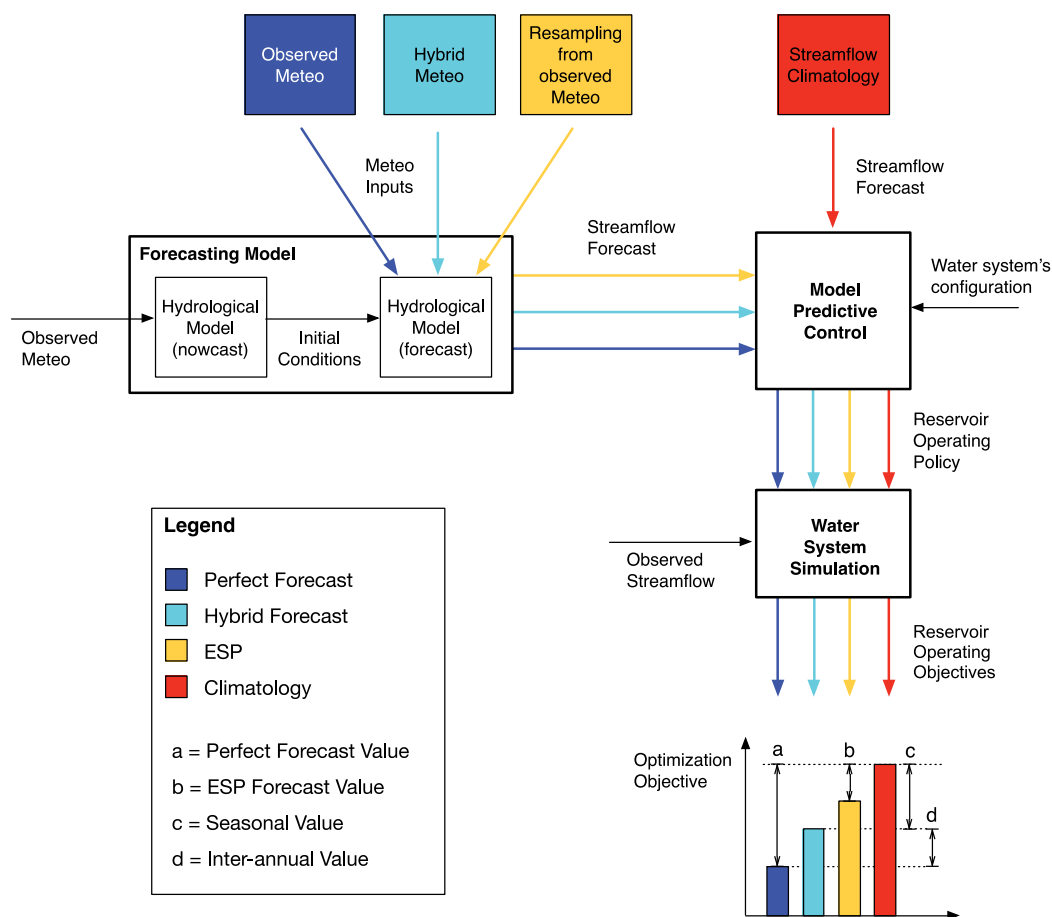 Observed
Meteo
Hybrid
Meteo
Resampling
from
observed
Meteo
Streamflow
Climatology
Meteo
Inputs
Streamflow
Forecast
Streamflow
Forecast
Forecasting Model
Hydrological
Model
(nowcast)
Hydrological
Model
(forecast)
Observed
Meteo
Initial
Conditions
Model
Predictive
Control
Water system's
configuration
Reservoir
Operating
Policy
Water
System
Simulation
Observed
Streamflow
Reservoir
Operating
Objectives
Legend
Perfect Forecast
Hybrid Forecast
ESP
Climatology
a = Perfect Forecast Value
b = ESP Forecast Value
c = Seasonal Value
d = Inter-annual Value
Optimization
Objective
a
b
c
d